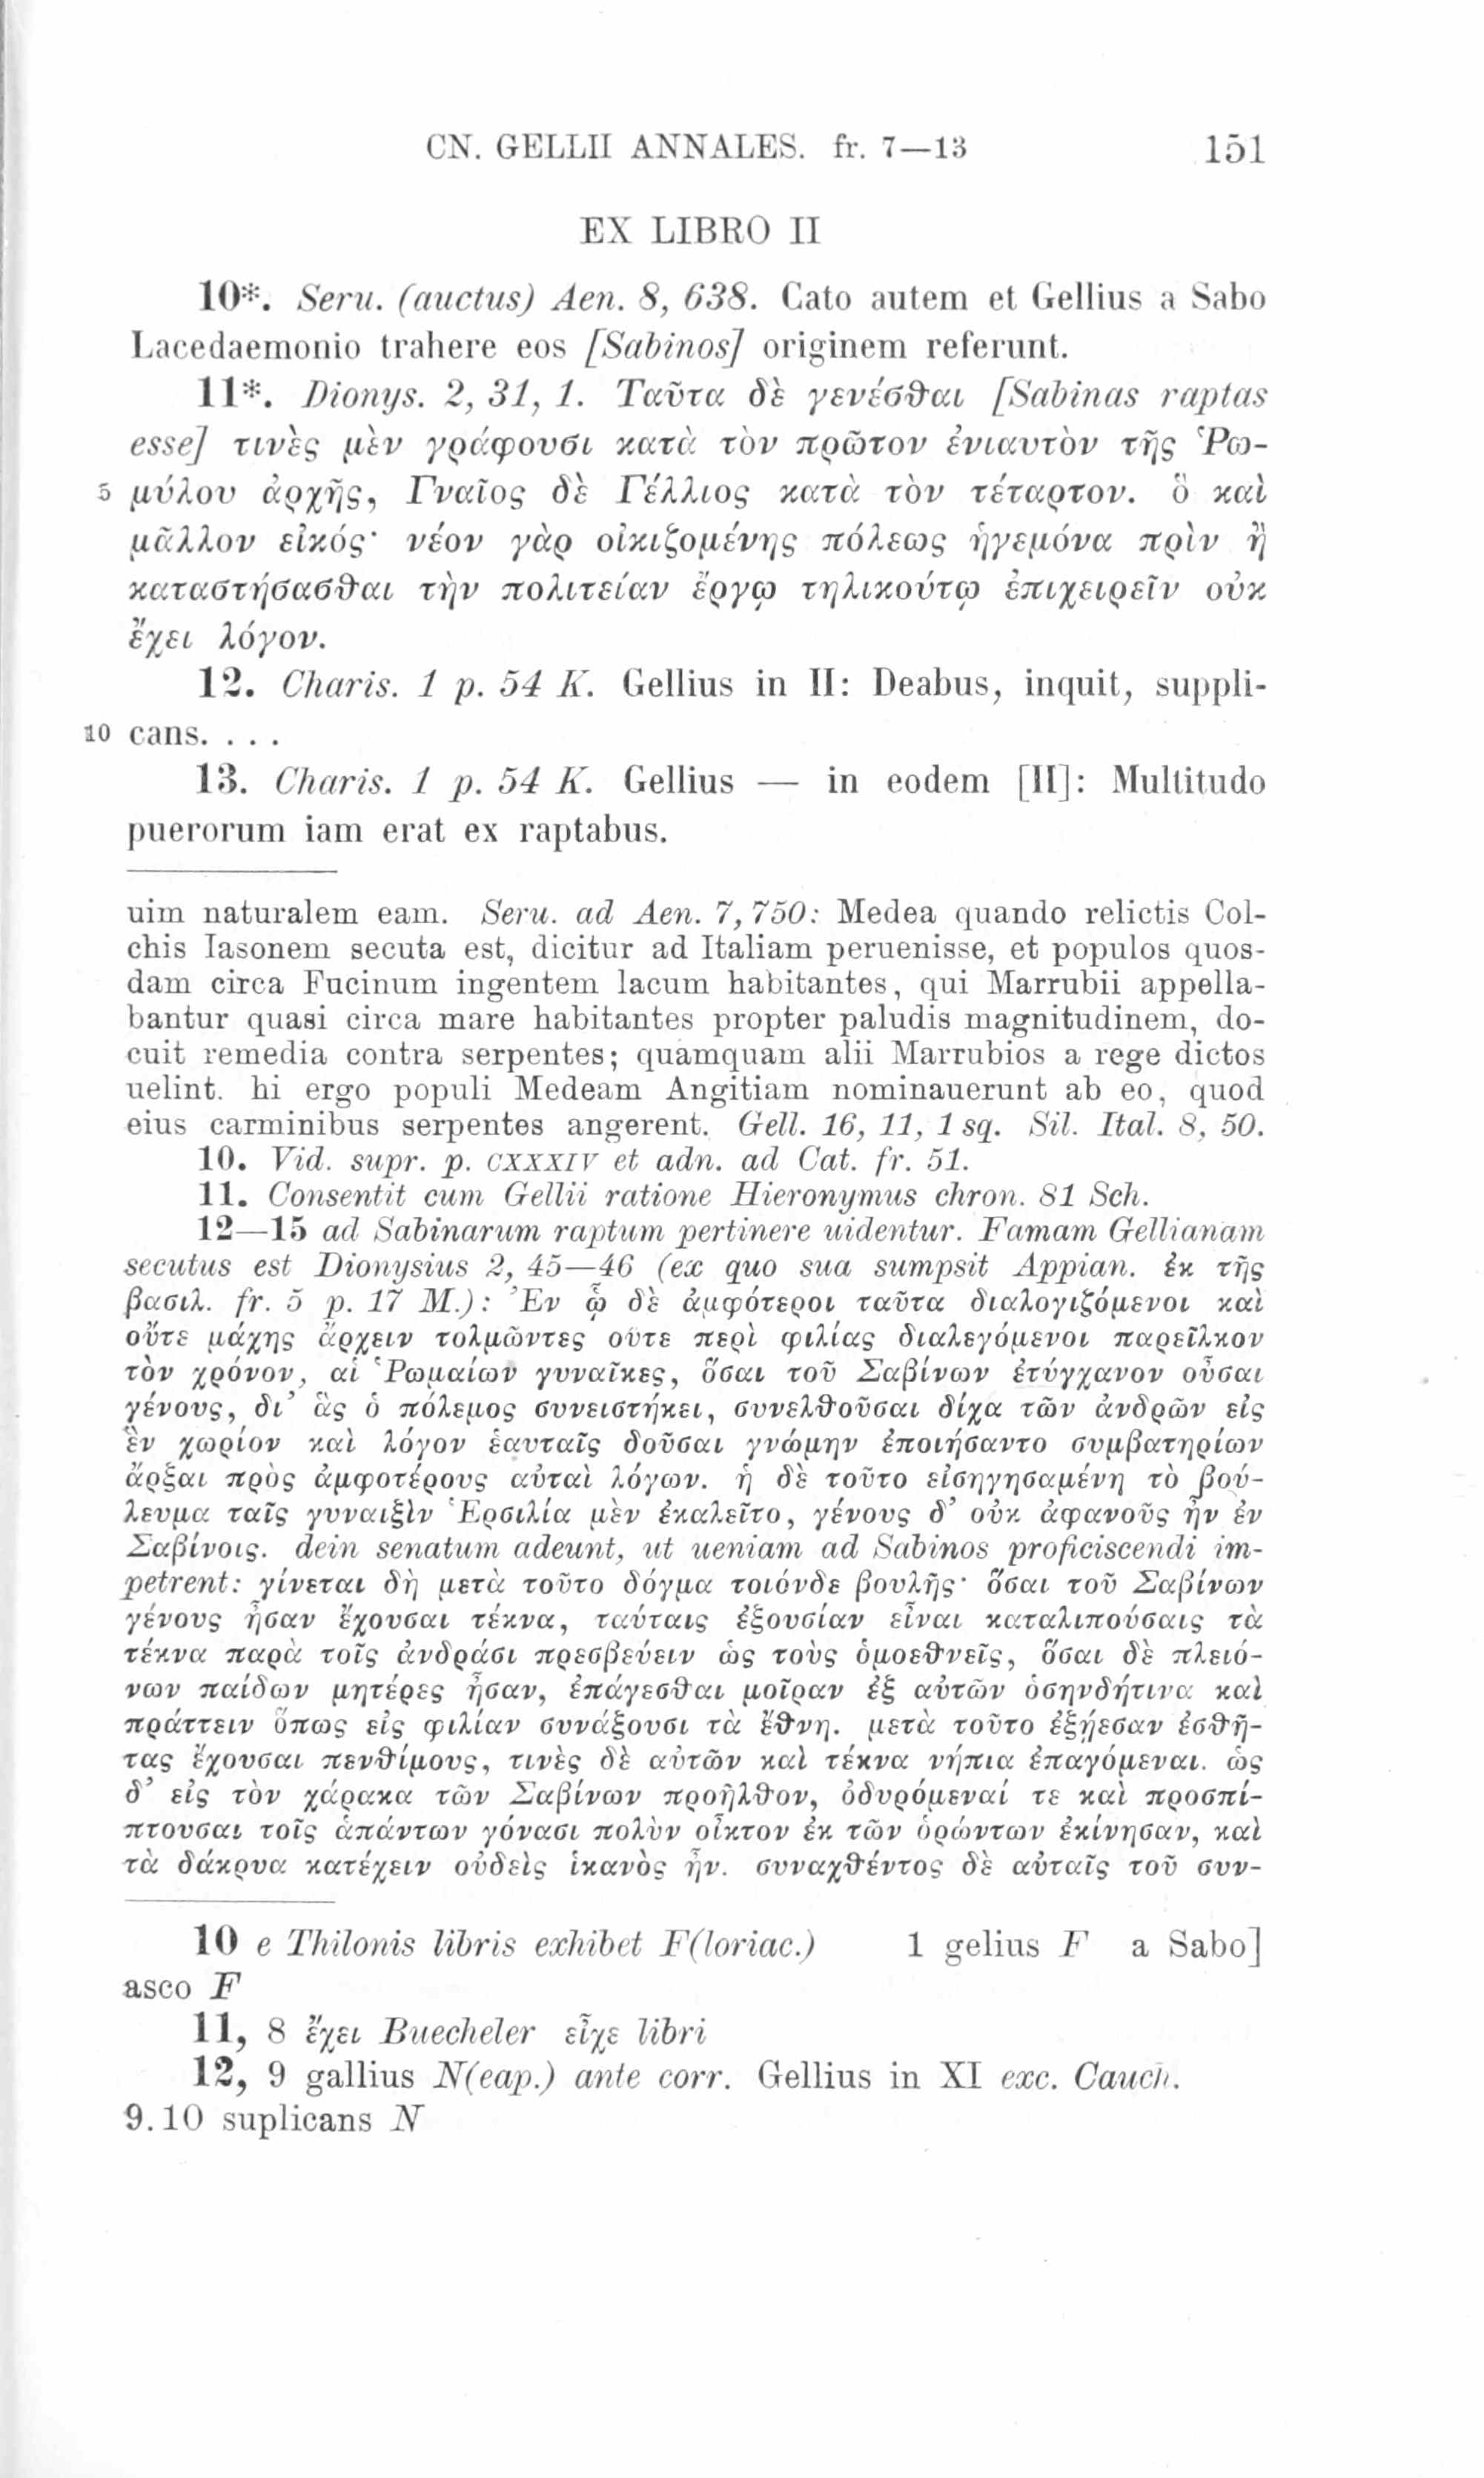 CN. GELLII ANNALES. fr. 7—13 151
EX LIBRO II
10*. Seru. (auctus) Aen. 8, 638. Cato autem et Gellius a Sabo
Lacedaemonio trahere eos [Sabinos] originem referunt.
11*. Dionys. 2, 31, 1. Ταῦτα δὲ γενέσθαι [Sabinas raptas
esse] τινὲς μὲν γράφουσι κατὰ τὸν πρῶτον ἐνιαυτὸν τῆς Ῥω-
5 μύλου ἀρχῆς, Γναῖος δὲ Γέλλιος κατὰ τὸν τέταρτον. ὃ καὶ
μᾶλλον εἰκός· νέον γὰρ οἰκιζομένης πόλεως ἡγεμόνα πρὶν ἢ
καταστήσασθαι τὴν πολιτείαν ἔργῳ τηλικούτῳ ἐπιχειρεῖν οὐκ
ἔχει λόγον.
12. Charis. 1 p. 54 K. Gellius in II: Deabus, inquit, suppli-
10 cans. . . .
13. Charis. 1 p. 54 K. Gellius — in eodem [II]: Multitudo
puerorum iam erat ex raptabus.
uim naturalem eam. Seru. ad Aen. 7, 750: Medea quando relictis Col-
chis Iasonem secuta est, dicitur ad Italiam peruenisse, et populos quos-
dam circa Fucinum ingentem lacum habitantes, qui Marrubii appella-
bantur quasi circa mare habitantes propter paludis magnitudinem, do-
cuit remedia contra serpentes; quamquam alii Marrubios a rege dictos
uelint. hi ergo populi Medeam Angitiam nominauerunt ab eo, quod
eius carminibus serpentes angerent. Gell. 16, 11, 1 sq. Sil. Ital. 8, 50.
10. Vid. supr. p. CXXXIV et adn. ad Cat. fr. 51.
11. Consentit cum Gellii ratione Hieronymus chron. 81 Sch.
12—15 ad Sabinarum raptum pertinere uidentur. Famam Gellianam
secutus est Dionysius 2, 45—46 (ex quo sua sumpsit Appian. ἐκ τῆς
βασιλ. fr. 5 p. 17 M.): Ἐν ᾧ δὲ ἀμφότεροι ταῦτα διαλογιζόμενοι καὶ
οὔτε μάχης ἄρχειν τολμῶντες οὔτε περὶ φιλίας διαλεγόμενοι παρεῖλκον
τὸν χρόνον, αἱ Ῥωμαίων γυναῖκες, ὅσαι τοῦ Σαβίνων ἐτύγχανον οὖσαι
γένους, δι’ ἃς ὁ πόλεμος συνειστήκει, συνελθοῦσαι δίχα τῶν ἀνδρῶν εἰς
ἓν χωρίον καὶ λόγον ἑαυταῖς δοῦσαι γνώμην ἐποιήσαντο συμβατηρίων
ἄρξαι πρὸς ἀμφοτέρους αὐταὶ λόγων. ἡ δὲ τοῦτο εἰσηγησαμένη τὸ βού-
λευμα ταῖς γυναιξὶν Ἑρσιλία μὲν ἐκαλεῖτο, γένους δ’ οὐκ ἀφανοῦς ἦν ἐν
Σαβίνοις. dein senatum adeunt, ut ueniam ad Sabinos proficiscendi im-
petrent: γίνεται δὴ μετὰ τοῦτο δόγμα τοιόνδε βουλῆς· ὅσαι τοῦ Σαβίνων
γένους ἦσαν ἔχουσαι τέκνα, ταύταις ἐξουσίαν εἶναι καταλιπούσαις τὰ
τέκνα παρὰ τοῖς ἀνδράσι πρεσβεύειν ὡς τοὺς ὁμοεθνεῖς, ὅσαι δὲ πλειό-
νων παίδων μητέρες ἦσαν, ἐπάγεσθαι μοῖραν ἐξ αὐτῶν ὁσηνδήτινα καὶ
πράττειν ὅπως εἰς φιλίαν συνάξουσι τὰ ἔθνη. μετὰ τοῦτο ἐξῄεσαν ἐσθῆ-
τας ἔχουσαι πενθίμους, τινὲς δὲ αὐτῶν καὶ τέκνα νήπια ἐπαγόμεναι. ὡς
δ’ εἰς τὸν χάρακα τῶν Σαβίνων προῆλθον, ὀδυρόμεναί τε καὶ προσπί-
πτουσαι τοῖς ἁπάντων γόνασι πολὺν οἶκτον ἐκ τῶν ὁρώντων ἐκίνησαν, καὶ
τὰ δάκρυα κατέχειν οὐδεὶς ἱκανὸς ἦν. συναχθέντος δὲ αὐταῖς τοῦ συν-
10 e Thilonis libris exhibet F(loriac.) 1 gelius F a Sabo]
asco F
11, 8 ἔχει Buecheler εἶχε libri
12, 9 gallius N(eap.) ante corr. Gellius in XI exc. Cauch.
9.10 suplicans N